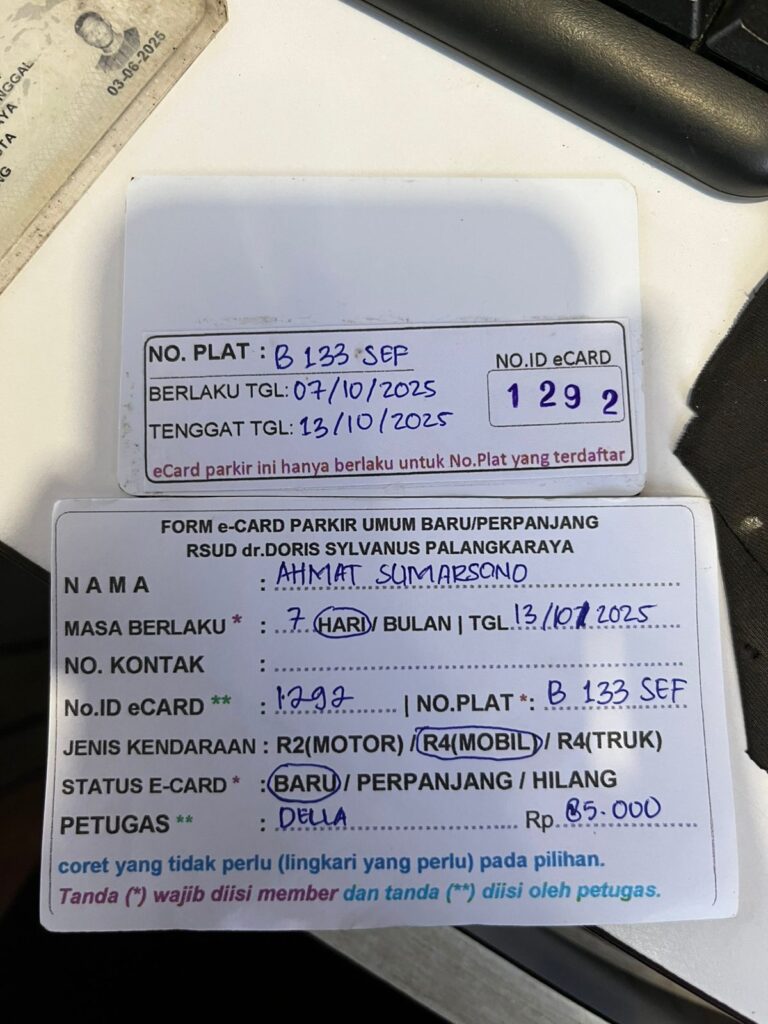 NGGAL
AYA
TA
NG
03-06-2025
NO. PLAT : B 133 SEF
BERLAKU TGL: 07/10/2025
TENGGAT TGL: 13/10/2025
NO.ID eCARD
1292
eCard parkir ini hanya berlaku untuk No.Plat yang terdaftar
FORM e-CARD PARKIR UMUM BARU/PERPANJANG
RSUD dr.DORIS SYLVANUS PALANGKARAYA
NAMA : AHMAT SUMARSONO
MASA BERLAKU * : 7 HARI / BULAN | TGL 13/10/2025
NO. KONTAK :
No.ID eCARD ** : 1292 | NO.PLAT *: B 133 SEF
JENIS KENDARAAN : R2(MOTOR) / R4(MOBIL) / R4(TRUK)
STATUS E-CARD * : BARU / PERPANJANG / HILANG
PETUGAS ** : DELLA Rp. 85.000
coret yang tidak perlu (lingkari yang perlu) pada pilihan.
Tanda (*) wajib diisi member dan tanda (**) diisi oleh petugas.